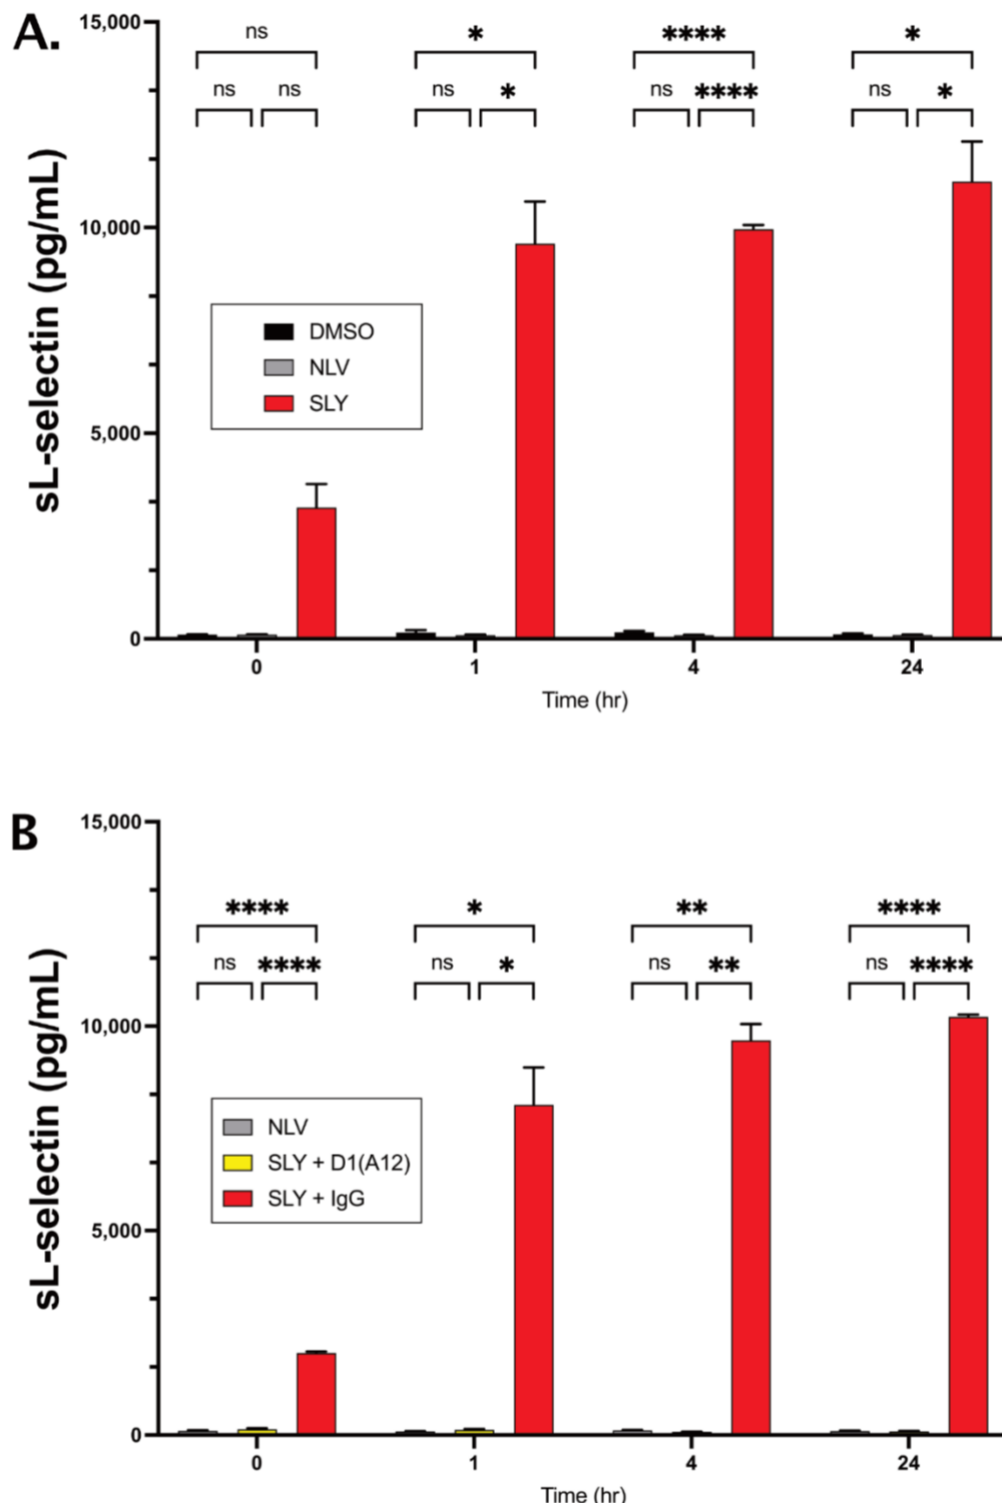 A.
sL-selectin (pg/mL)
15,000
10,000
5,000
0
ns
ns ns
*
ns *
****
ns ****
*
ns *
DMSO
NLV
SLY
0 1 4 24
Time (hr)
B
sL-selectin (pg/mL)
15,000
10,000
5,000
0
****
ns ****
*
ns *
**
ns **
****
ns ****
NLV
SLY + D1(A12)
SLY + IgG
0 1 4 24
Time (hr)